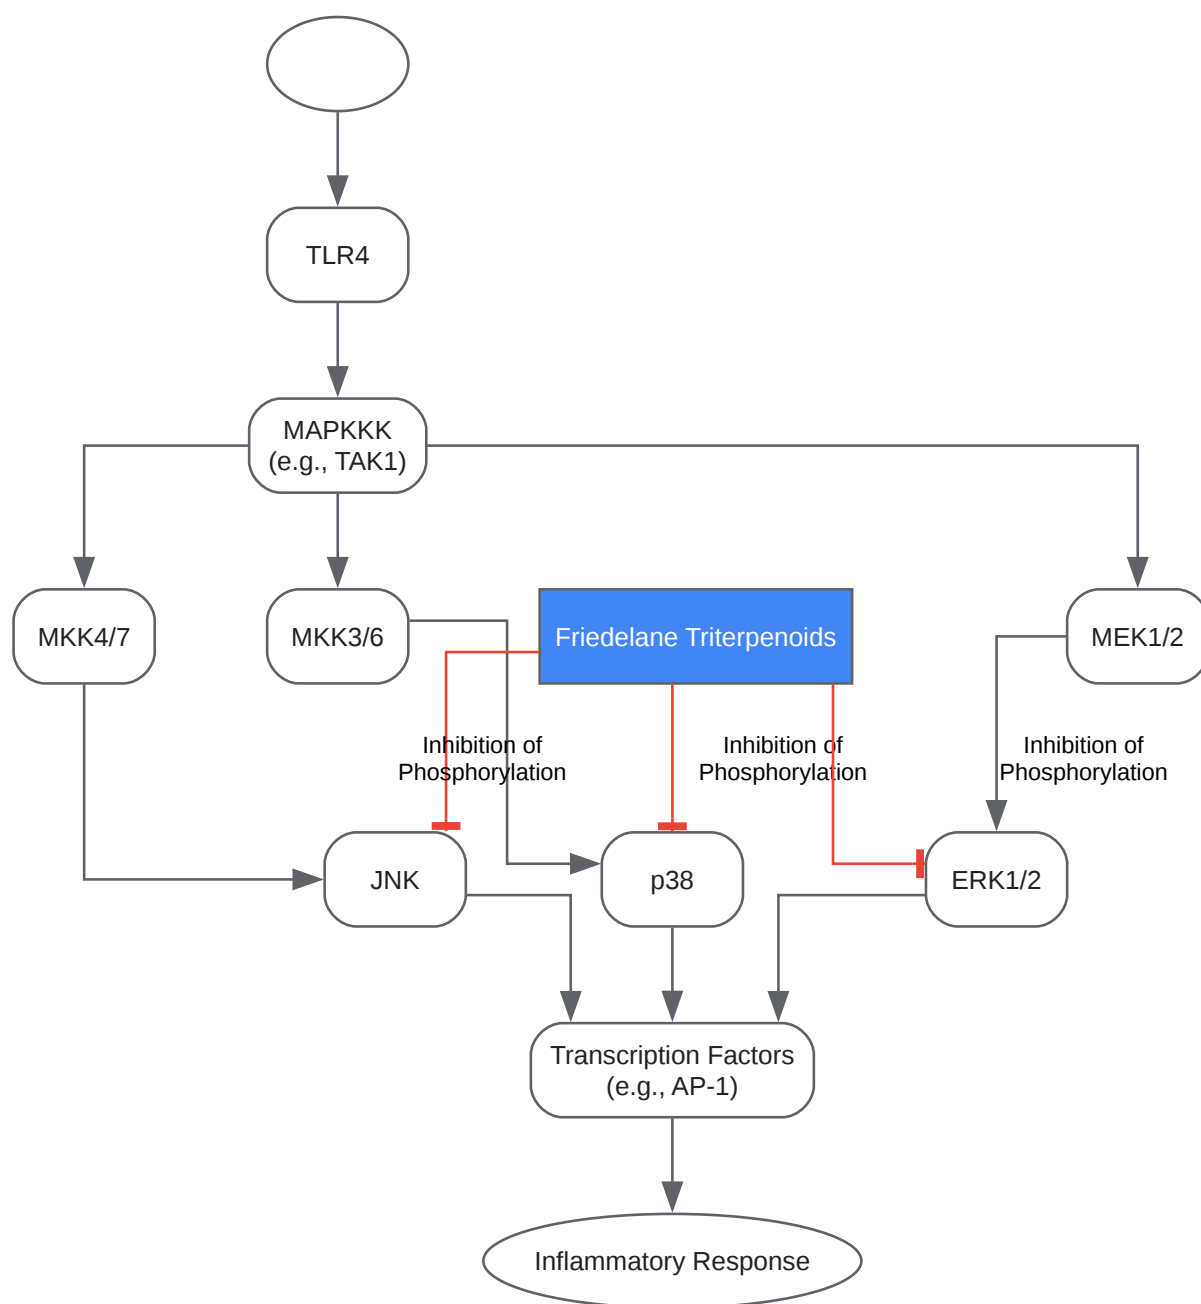 TLR4
MAPKKK
(e.g., TAK1)
MKK4/7
MKK3/6
Friedelane Triterpenoids
MEK1/2
Inhibition of
Phosphorylation
Inhibition of
Phosphorylation
Inhibition of
Phosphorylation
JNK
p38
ERK1/2
Transcription Factors
(e.g., AP-1)
Inflammatory Response